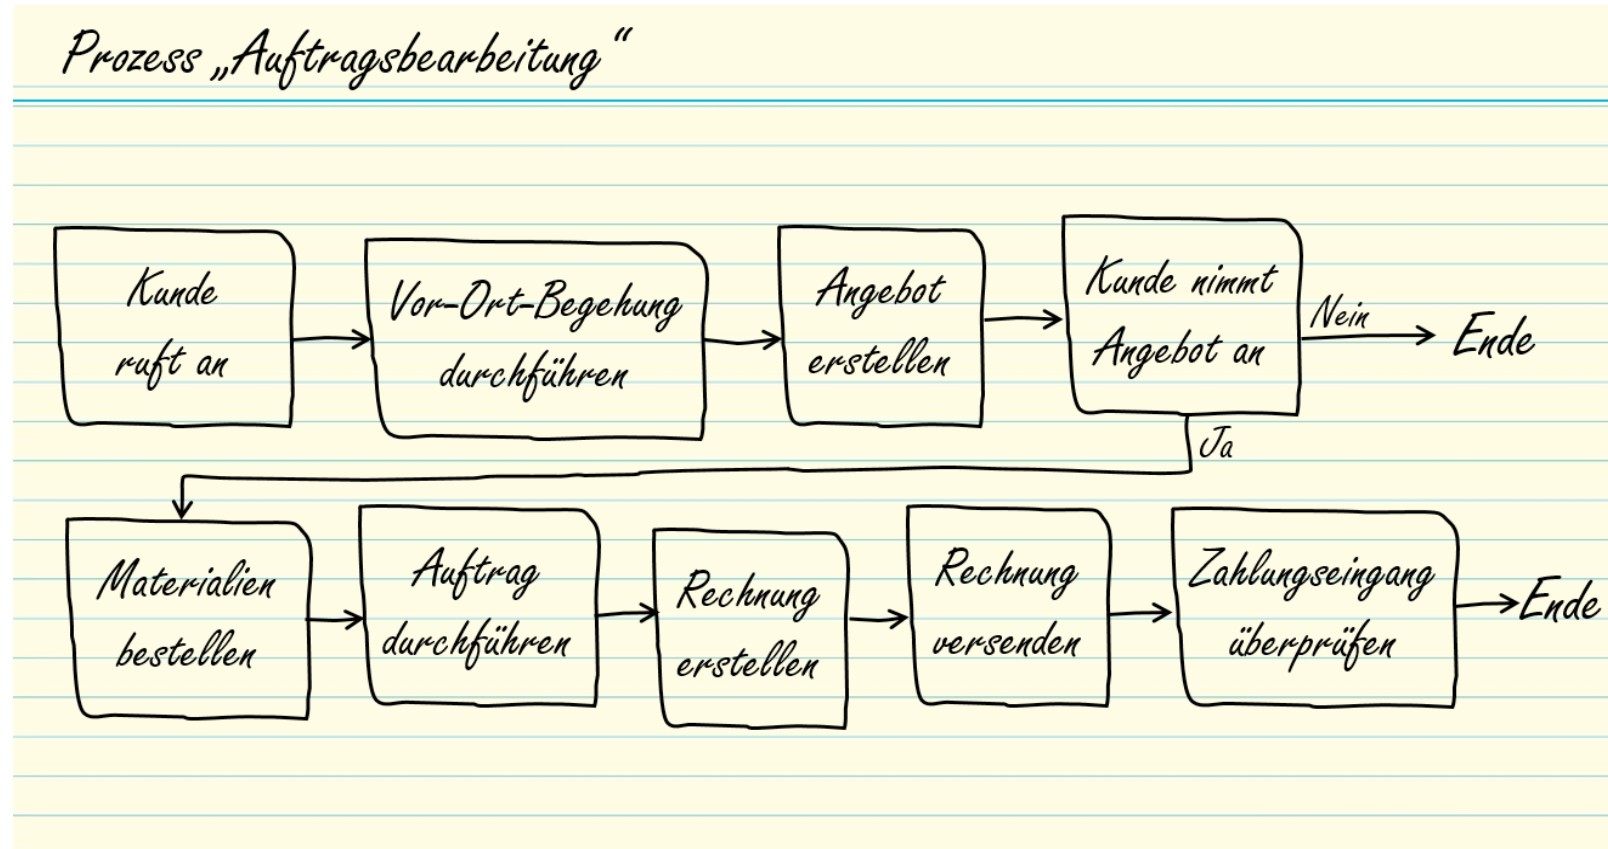 Prozess „Auftragsbearbeitung“
Kunde
ruft an
Vor-Ort-Begehung
durchführen
Angebot
erstellen
Kunde nimmt
Angebot an
Nein
Ende
Ja
Materialien
bestellen
Auftrag
durchführen
Rechnung
erstellen
Rechnung
versenden
Zahlungseingang
überprüfen
Ende